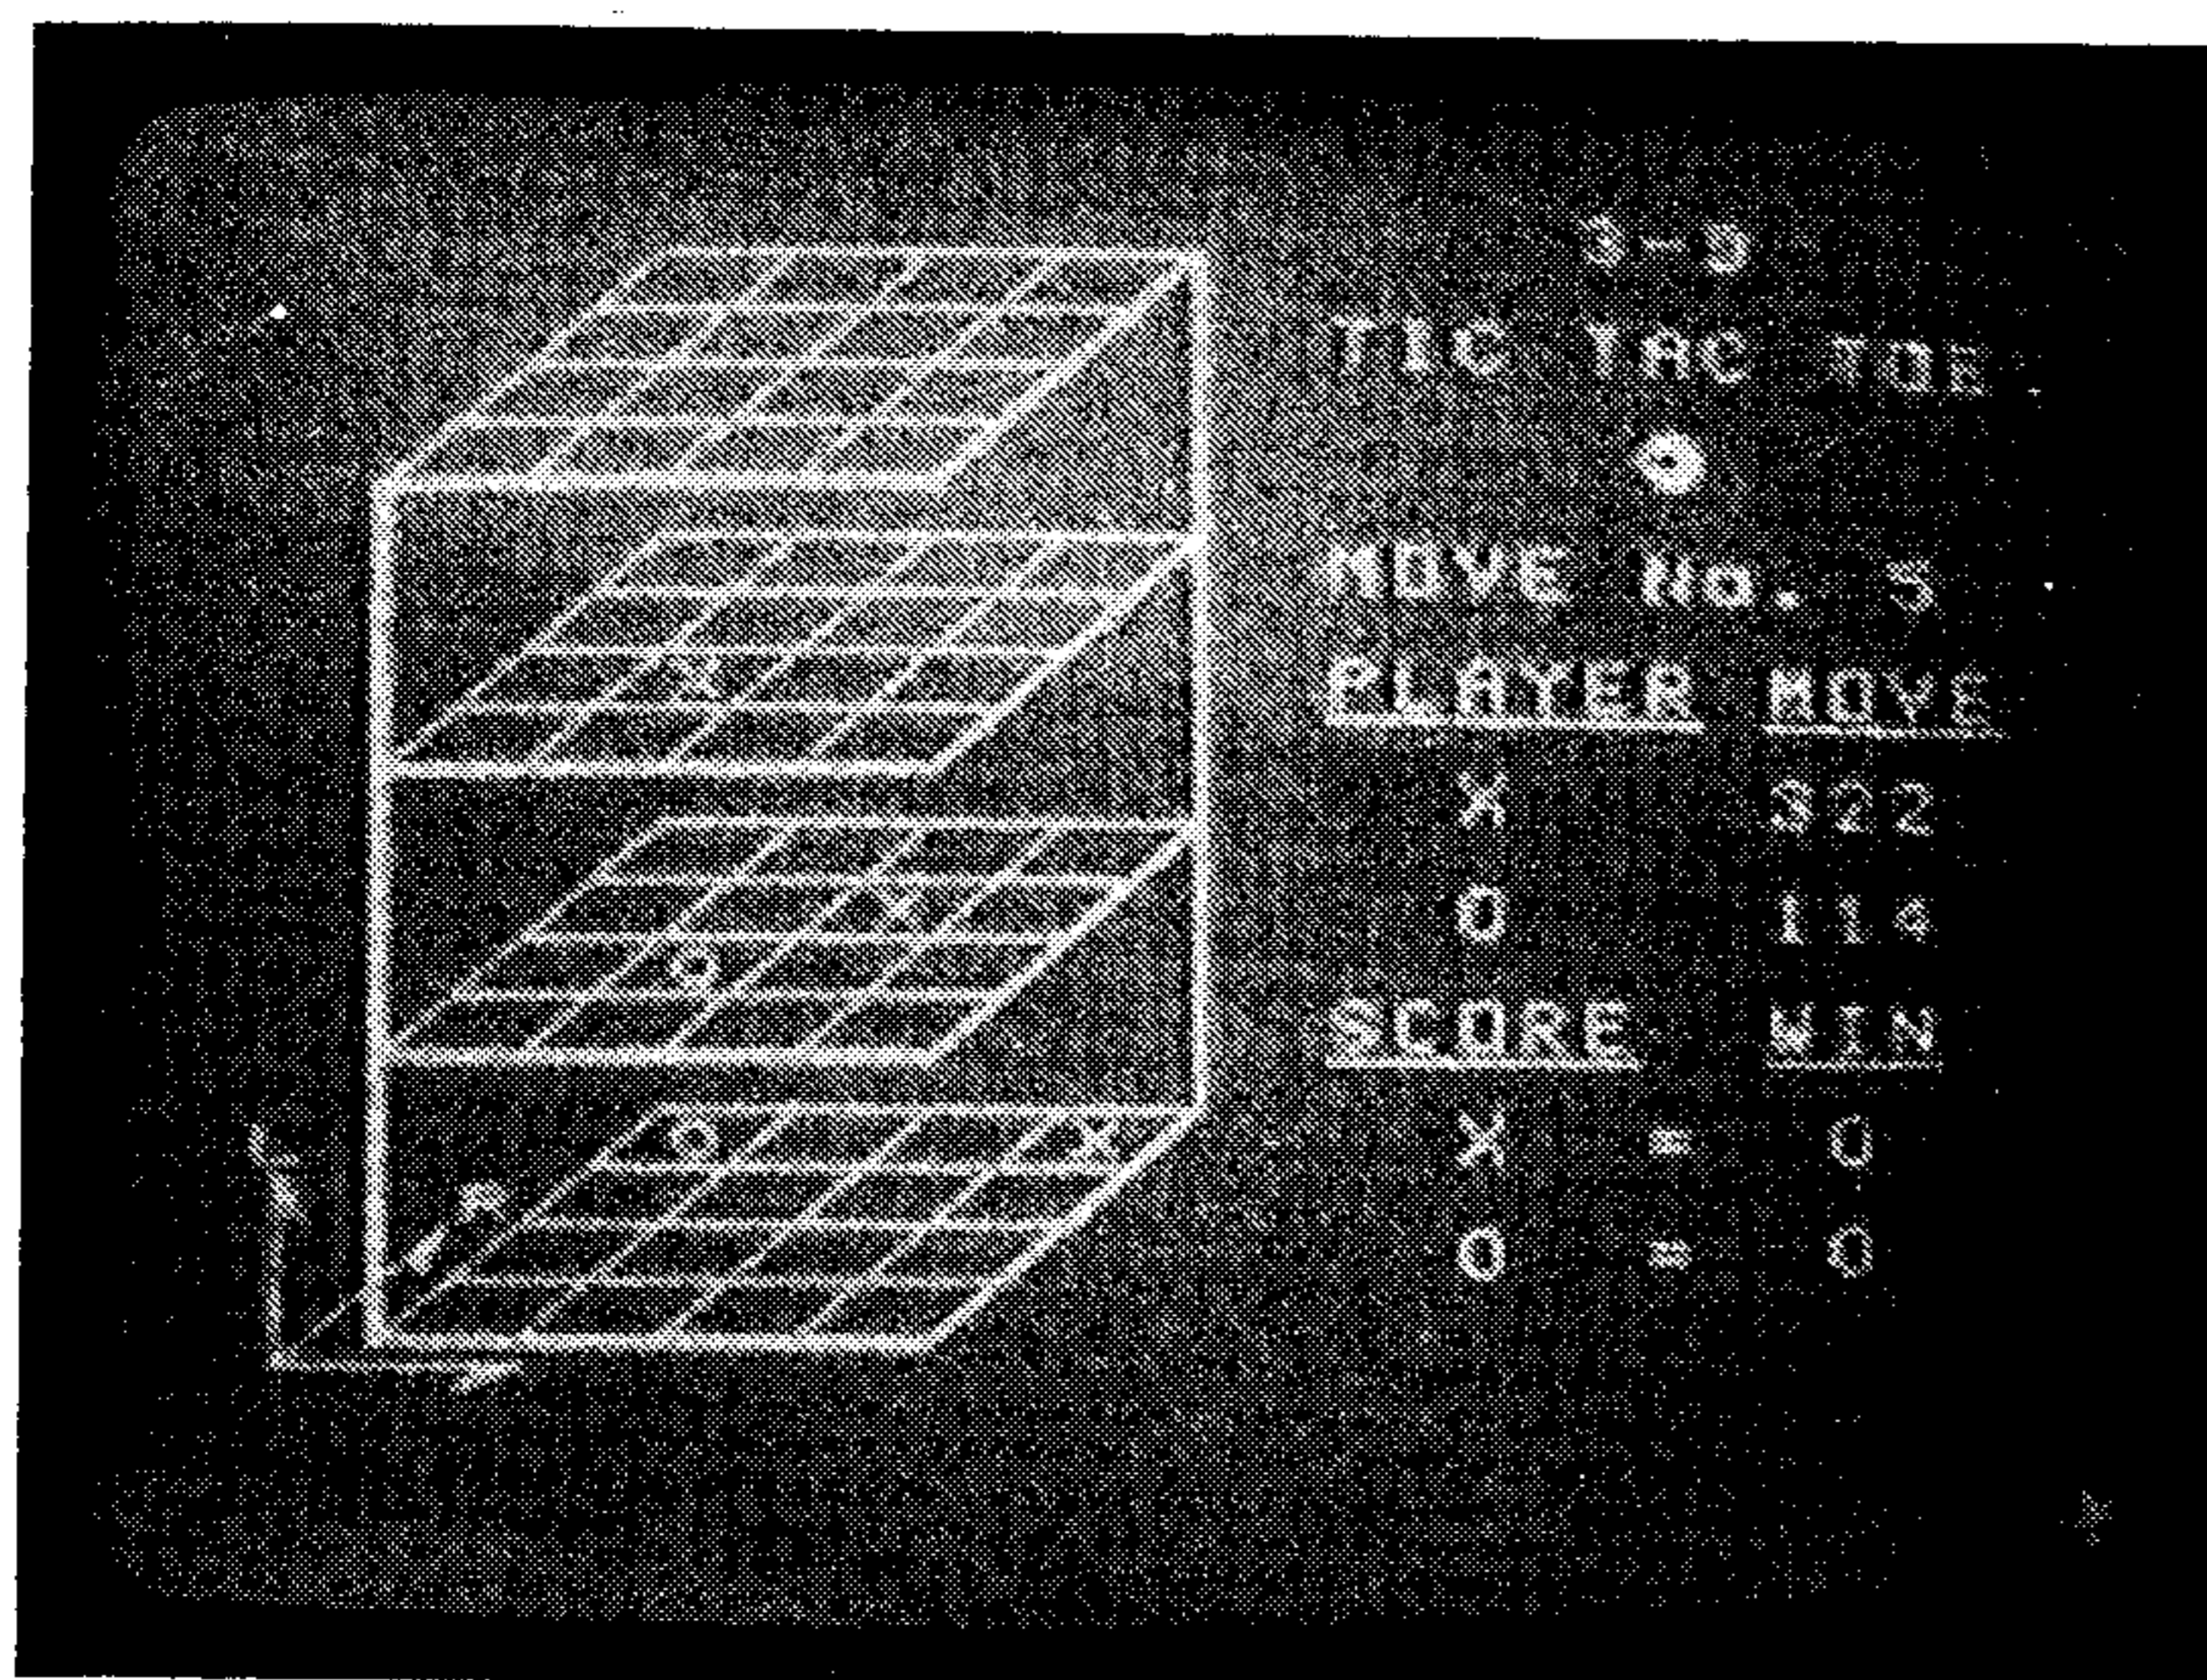 3-D
TIC TAC TOE
O
MOVE No. 5
PLAYER MOVE
X 322
O 114
SCORE WIN
X = 0
O = 0
X
O X
O
X